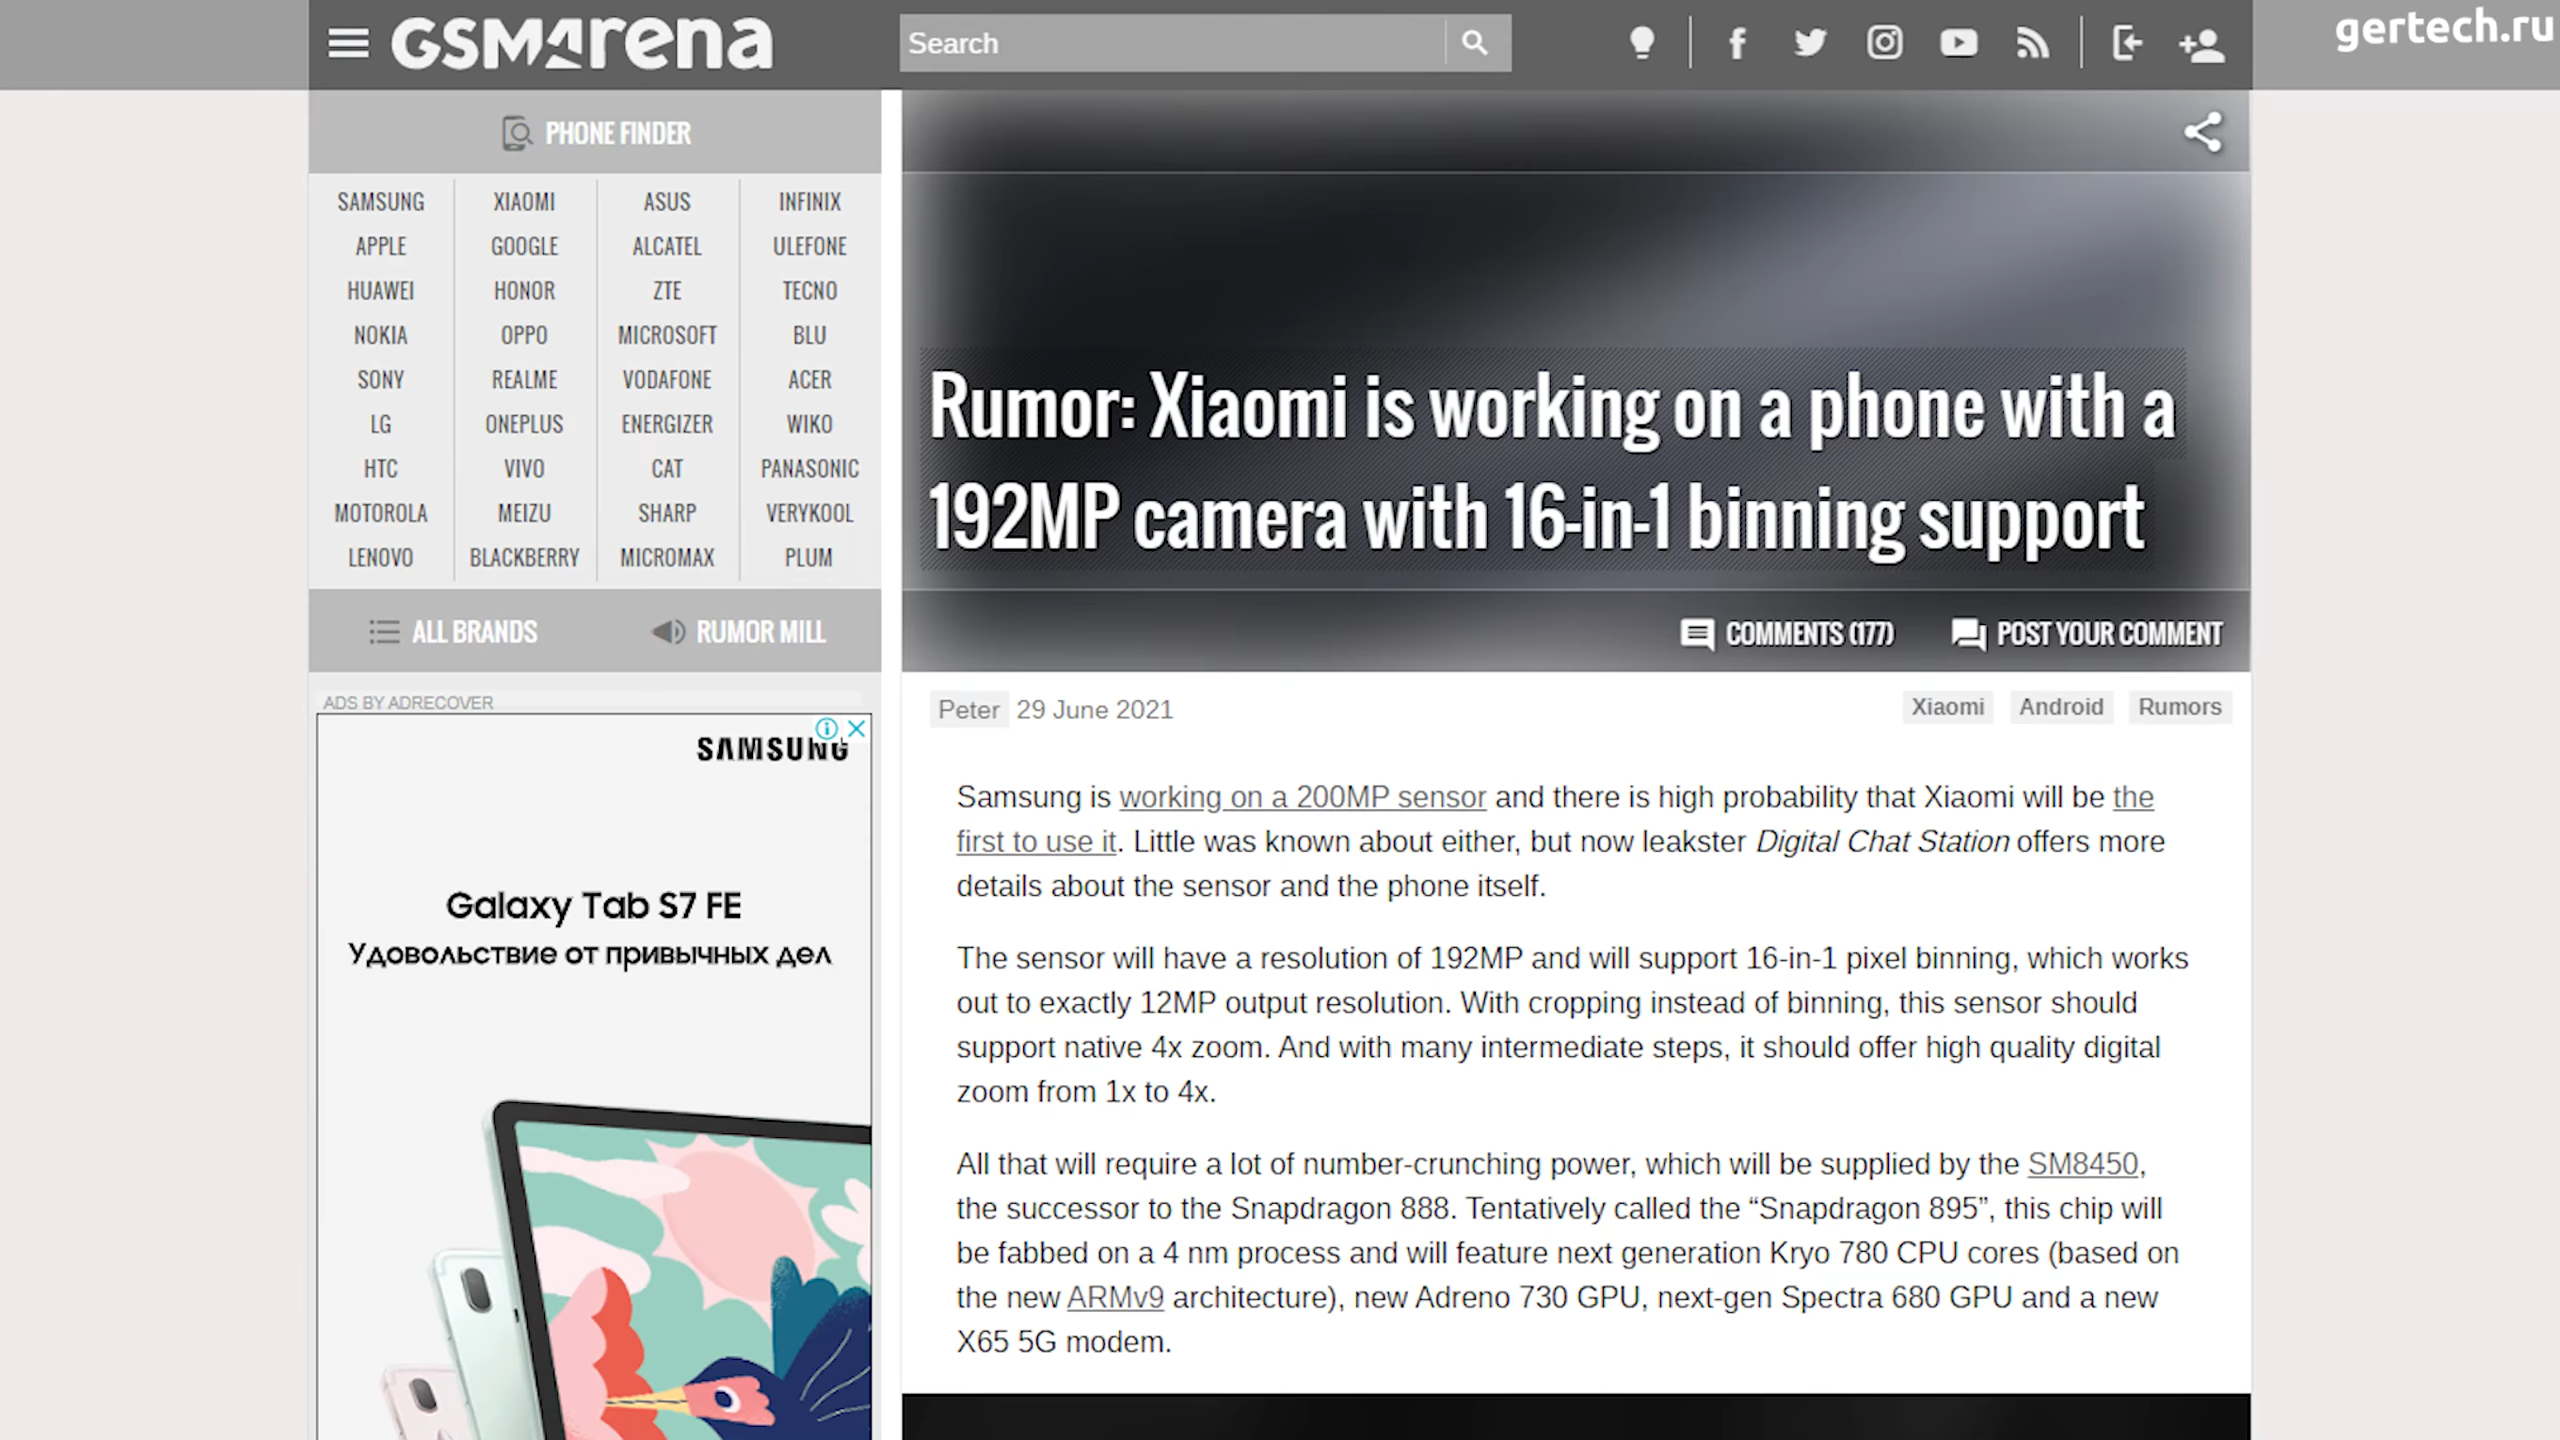 GSMArena
Search
gertech.ru
PHONE FINDER
SAMSUNG XIAOMI ASUS INFINIX
APPLE GOOGLE ALCATEL ULEFONE
HUAWEI HONOR ZTE TECNO
NOKIA OPPO MICROSOFT BLU
SONY REALME VODAFONE ACER
LG ONEPLUS ENERGIZER WIKO
HTC VIVO CAT PANASONIC
MOTOROLA MEIZU SHARP VERYKOOL
LENOVO BLACKBERRY MICROMAX PLUM
ALL BRANDS RUMOR MILL
ADS BY ADRECOVER
SAMSUNG
Galaxy Tab S7 FE
Удовольствие от привычных дел
Rumor: Xiaomi is working on a phone with a
192MP camera with 16-in-1 binning support
COMMENTS (177) POST YOUR COMMENT
Peter 29 June 2021 Xiaomi Android Rumors
Samsung is working on a 200MP sensor and there is high probability that Xiaomi will be the
first to use it. Little was known about either, but now leakster Digital Chat Station offers more
details about the sensor and the phone itself.
The sensor will have a resolution of 192MP and will support 16-in-1 pixel binning, which works
out to exactly 12MP output resolution. With cropping instead of binning, this sensor should
support native 4x zoom. And with many intermediate steps, it should offer high quality digital
zoom from 1x to 4x.
All that will require a lot of number-crunching power, which will be supplied by the SM8450,
the successor to the Snapdragon 888. Tentatively called the “Snapdragon 895”, this chip will
be fabbed on a 4 nm process and will feature next generation Kryo 780 CPU cores (based on
the new ARMv9 architecture), new Adreno 730 GPU, next-gen Spectra 680 GPU and a new
X65 5G modem.